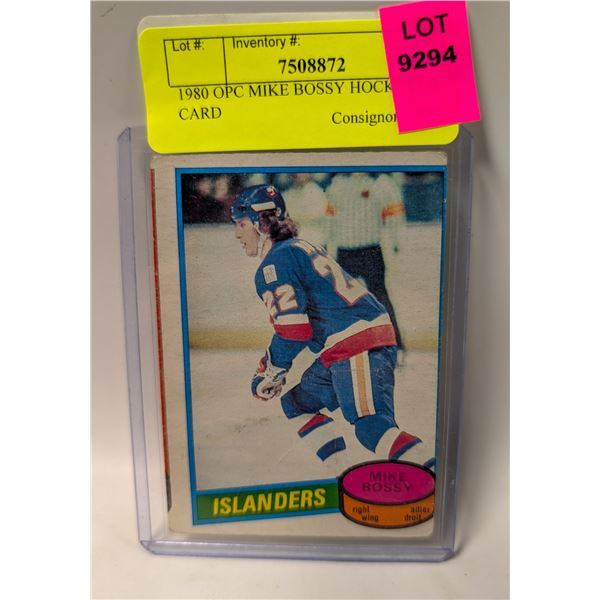 Lot #:
Inventory #:
7508872
LOT
9294
1980 OPC MIKE BOSSY HOCK
CARD
Consignor
22
22
ISLANDERS
MIKE
BOSSY
right ailier
wing droit